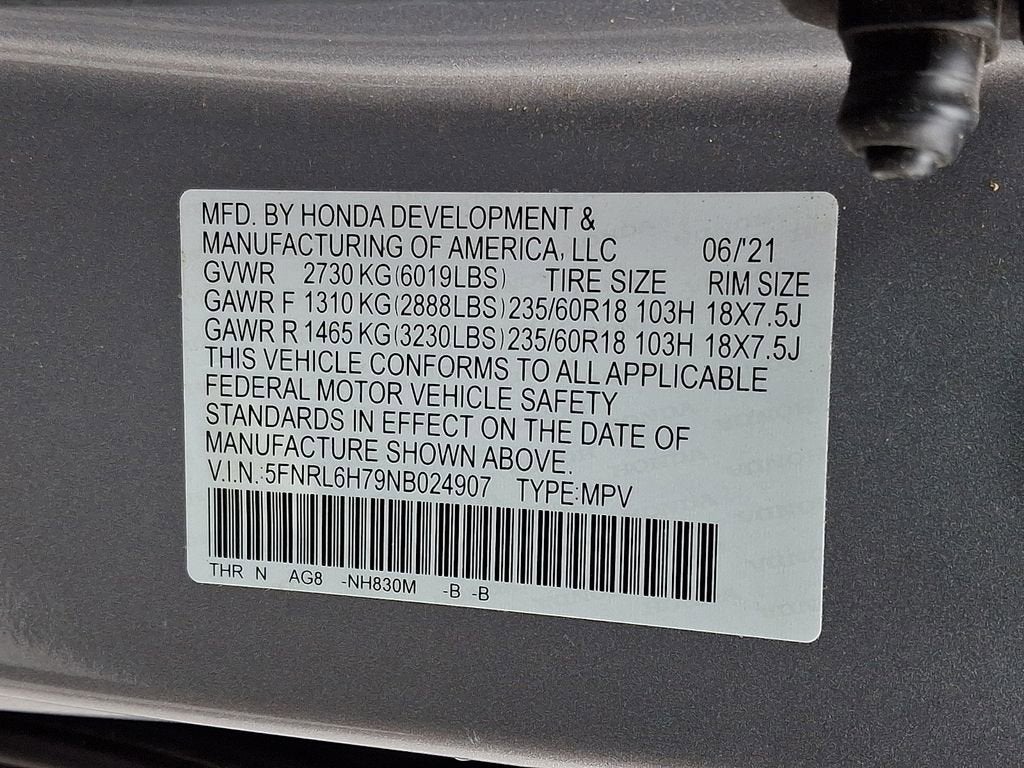 MFD. BY HONDA DEVELOPMENT &
MANUFACTURING OF AMERICA, LLC 06/'21
GVWR 2730 KG(6019LBS) TIRE SIZE RIM SIZE
GAWR F 1310 KG(2888LBS)235/60R18 103H 18X7.5J
GAWR R 1465 KG(3230LBS)235/60R18 103H 18X7.5J
THIS VEHICLE CONFORMS TO ALL APPLICABLE
FEDERAL MOTOR VEHICLE SAFETY
STANDARDS IN EFFECT ON THE DATE OF
MANUFACTURE SHOWN ABOVE.
V.I.N.:5FNRL6H79NB024907 TYPE:MPV
THR N AG8 -NH830M -B -B